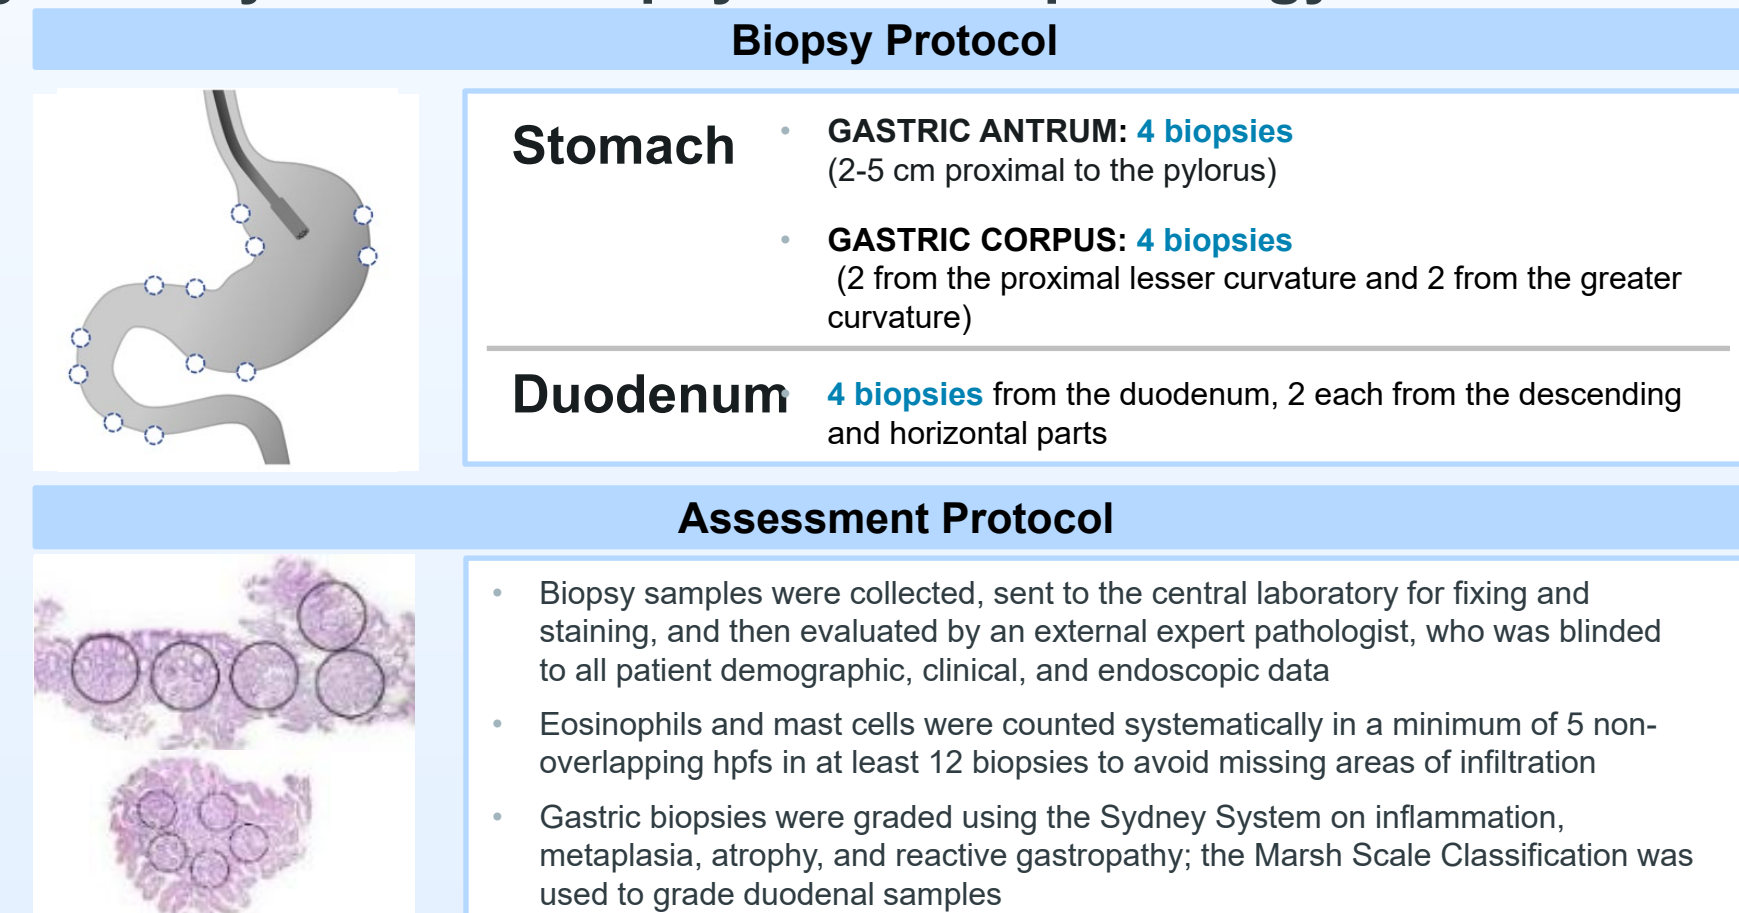 Biopsy Protocol
Stomach
• GASTRIC ANTRUM: 4 biopsies
(2-5 cm proximal to the pylorus)
• GASTRIC CORPUS: 4 biopsies
(2 from the proximal lesser curvature and 2 from the greater
curvature)
Duodenum
• 4 biopsies from the duodenum, 2 each from the descending
and horizontal parts
Assessment Protocol
• Biopsy samples were collected, sent to the central laboratory for fixing and
staining, and then evaluated by an external expert pathologist, who was blinded
to all patient demographic, clinical, and endoscopic data
• Eosinophils and mast cells were counted systematically in a minimum of 5 non-
overlapping hpfs in at least 12 biopsies to avoid missing areas of infiltration
• Gastric biopsies were graded using the Sydney System on inflammation,
metaplasia, atrophy, and reactive gastropathy; the Marsh Scale Classification was
used to grade duodenal samples